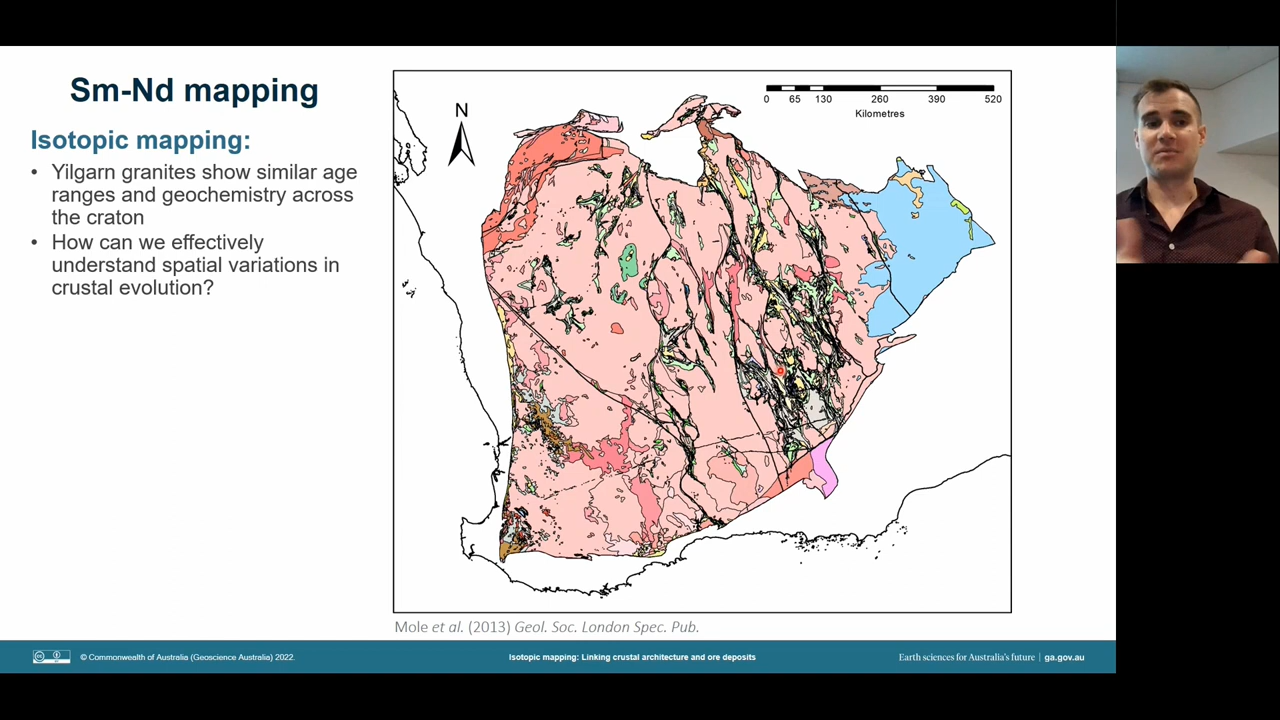 Sm-Nd mapping
Isotopic mapping:
• Yilgarn granites show similar age
ranges and geochemistry across
the craton
• How can we effectively
understand spatial variations in
crustal evolution?
N
0 65 130 260 390 520
Kilometres
Mole et al. (2013) Geol. Soc. London Spec. Pub.
© Commonwealth of Australia (Geoscience Australia) 2022.
Isotopic mapping: Linking crustal architecture and ore deposits
Earth sciences for Australia's future | ga.gov.au